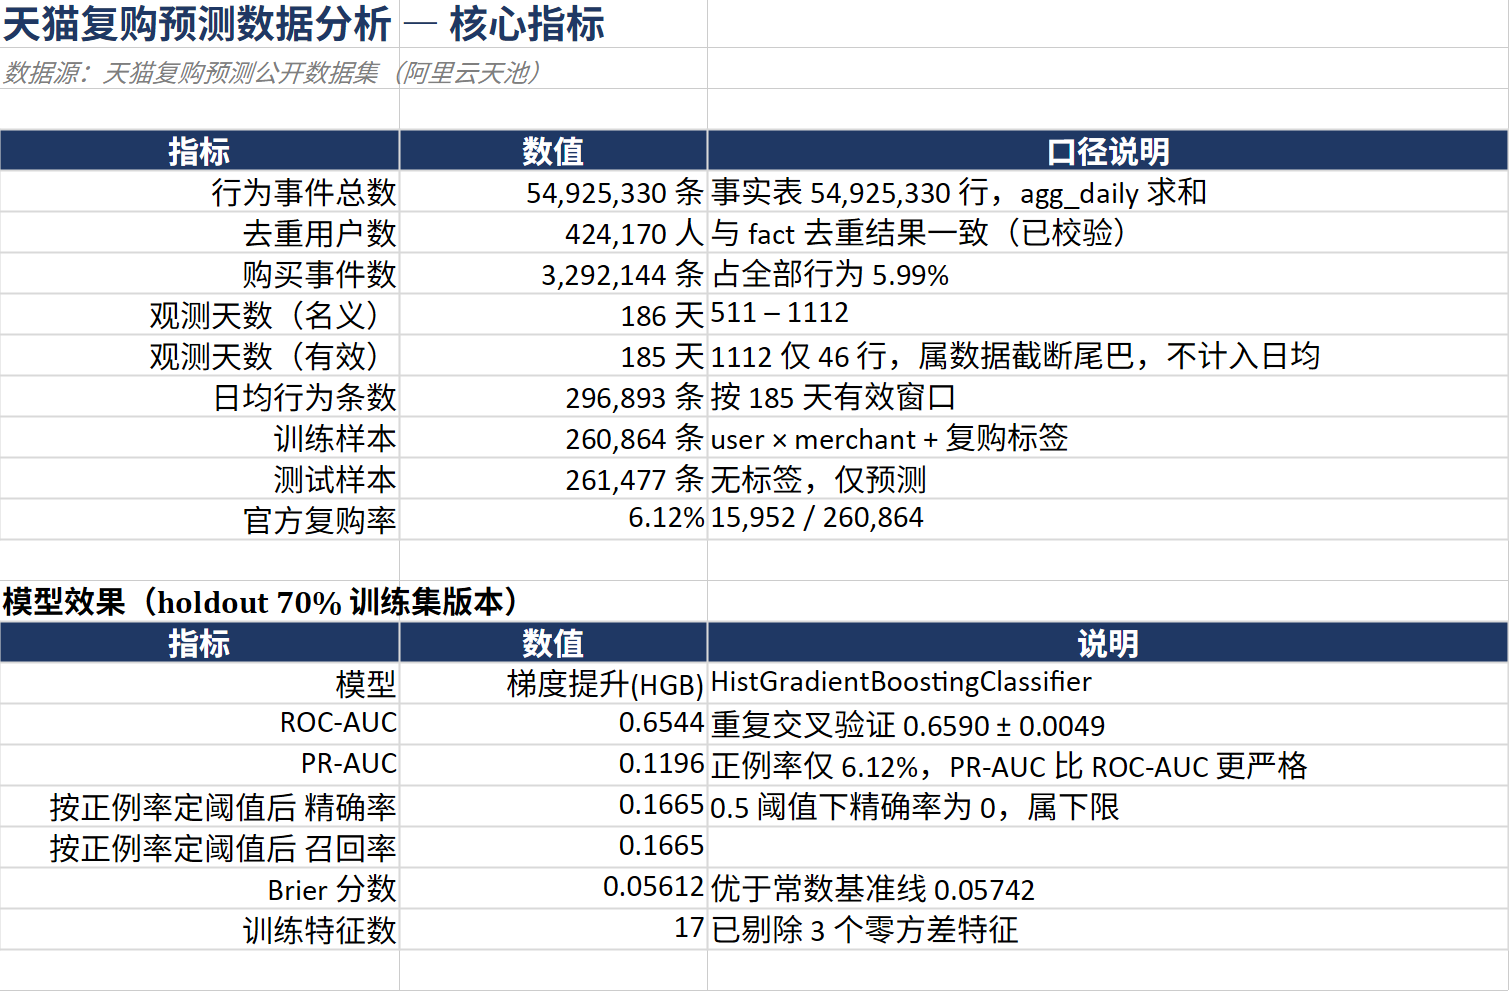 天猫复购预测数据分析 — 核心指标
数据源：天猫复购预测公开数据集（阿里云天池）
指标 数值 口径说明
行为事件总数 54,925,330 条 事实表 54,925,330 行，agg_daily 求和
去重用户数 424,170 人 与 fact 去重结果一致（已校验）
购买事件数 3,292,144 条 占全部行为 5.99%
观测天数（名义） 186 天 511 – 1112
观测天数（有效） 185 天 1112 仅 46 行，属数据截断尾巴，不计入日均
日均行为条数 296,893 条 按 185 天有效窗口
训练样本 260,864 条 user × merchant + 复购标签
测试样本 261,477 条 无标签，仅预测
官方复购率 6.12% 15,952 / 260,864
模型效果（holdout 70% 训练集版本）
指标 数值 说明
模型 梯度提升(HGB) HistGradientBoostingClassifier
ROC-AUC 0.6544 重复交叉验证 0.6590 ± 0.0049
PR-AUC 0.1196 正例率仅 6.12%，PR-AUC 比 ROC-AUC 更严格
按正例率定阈值后 精确率 0.1665 0.5 阈值下精确率为 0，属下限
按正例率定阈值后 召回率 0.1665
Brier 分数 0.05612 优于常数基准线 0.05742
训练特征数 17 已剔除 3 个零方差特征